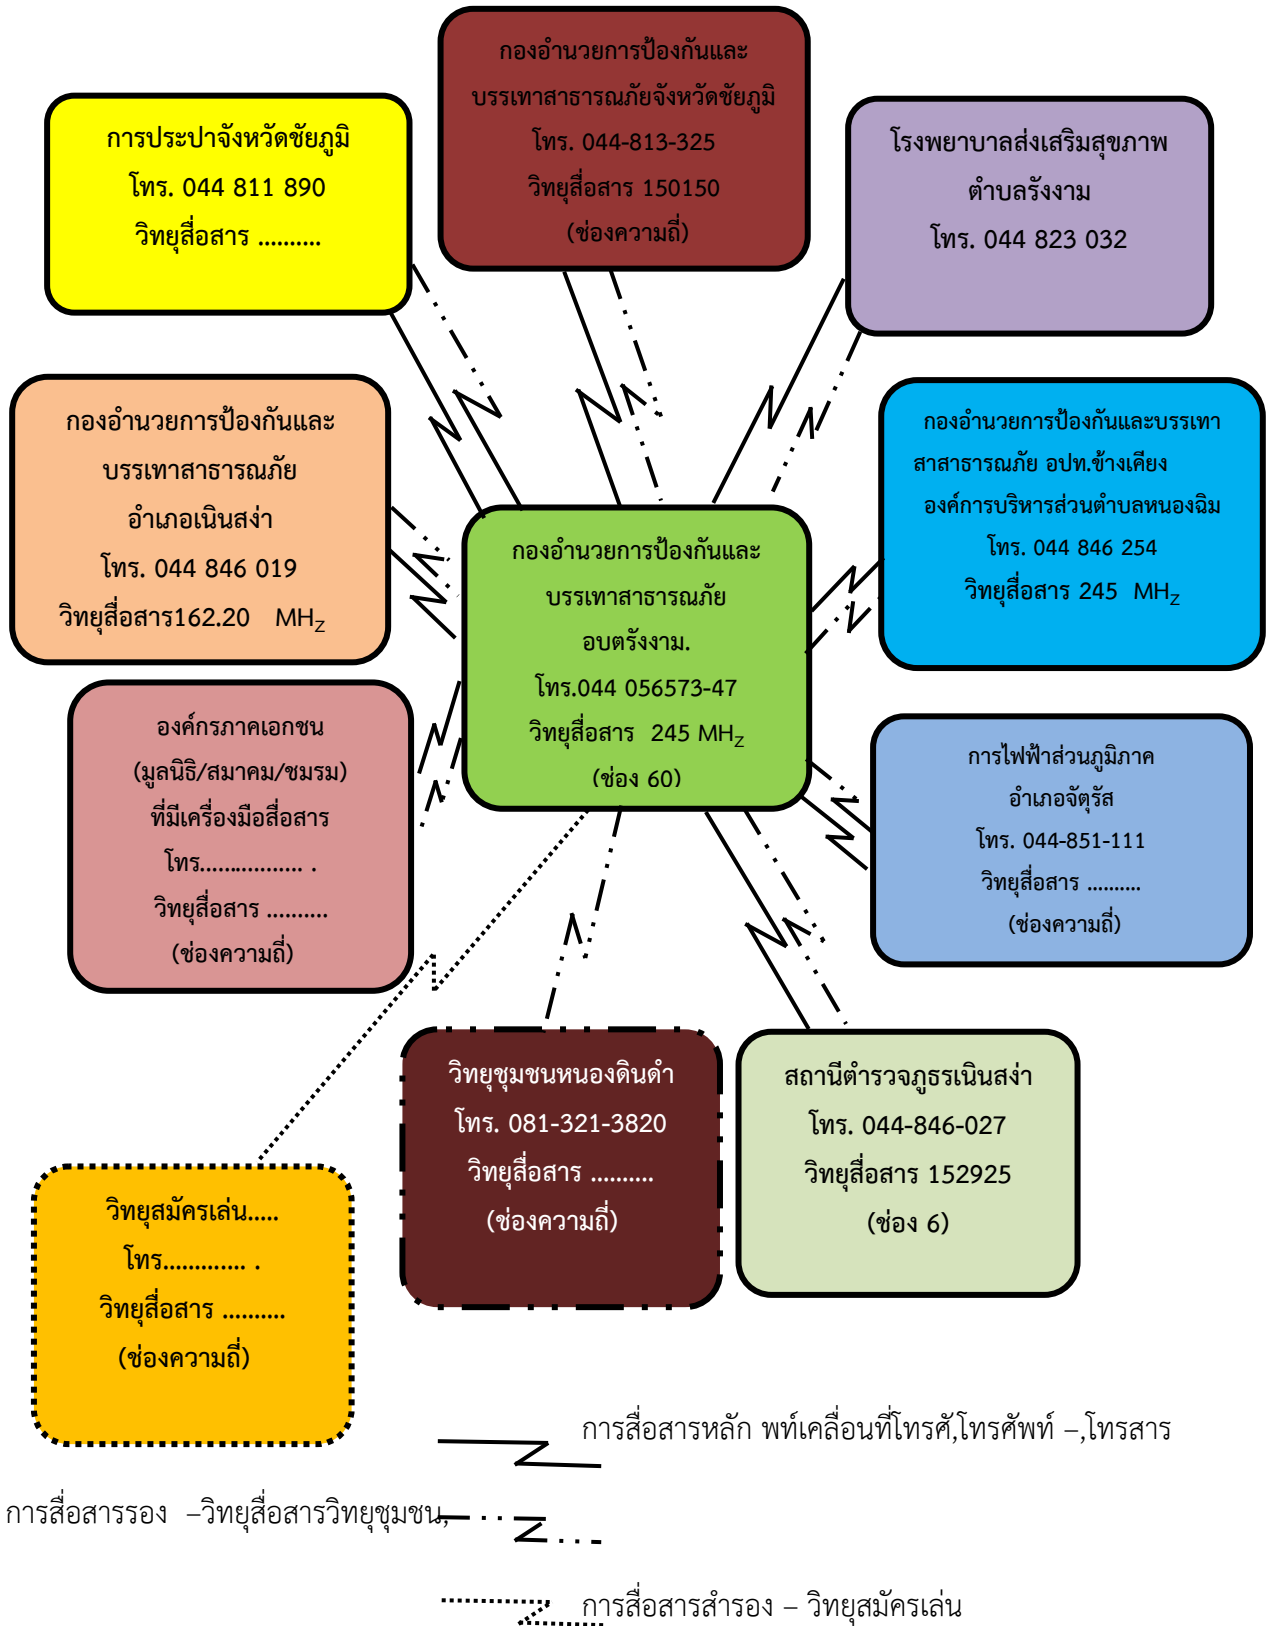 กองอำนวยการป้องกันและ
บรรเทาสาธารณภัยจังหวัดชัยภูมิ
โทร. 044-813-325
วิทยุสื่อสาร 150150
(ช่องความถี่)
การประปาจังหวัดชัยภูมิ
โทร. 044 811 890
วิทยุสื่อสาร ..........
โรงพยาบาลส่งเสริมสุขภาพ
ตำบลรังงาม
โทร. 044 823 032
กองอำนวยการป้องกันและ
บรรเทาสาธารณภัย
อำเภอเนินสง่า
โทร. 044 846 019
วิทยุสื่อสาร162.20 MHZ
กองอำนวยการป้องกันและบรรเทา
สาสาธารณภัย อปท.ข้างเคียง
องค์การบริหารส่วนตำบลหนองฉิม
โทร. 044 846 254
วิทยุสื่อสาร 245 MHZ
กองอำนวยการป้องกันและ
บรรเทาสาธารณภัย
อบตรังงาม.
โทร.044 056573-47
วิทยุสื่อสาร 245 MHZ
(ช่อง 60)
องค์กรภาคเอกชน
(มูลนิธิ/สมาคม/ชมรม)
ที่มีเครื่องมือสื่อสาร
โทร................. .
วิทยุสื่อสาร ..........
(ช่องความถี่)
การไฟฟ้าส่วนภูมิภาค
อำเภอจัตุรัส
โทร. 044-851-111
วิทยุสื่อสาร ..........
(ช่องความถี่)
วิทยุชุมชนหนองดินดำ
โทร. 081-321-3820
วิทยุสื่อสาร ..........
(ช่องความถี่)
สถานีตำรวจภูธรเนินสง่า
โทร. 044-846-027
วิทยุสื่อสาร 152925
(ช่อง 6)
วิทยุสมัครเล่น.....
โทร............. .
วิทยุสื่อสาร ..........
(ช่องความถี่)
การสื่อสารหลัก พท์เคลื่อนที่โทรศั,โทรศัพท์ –,โทรสาร
การสื่อสารรอง –วิทยุสื่อสารวิทยุชุมชน,
การสื่อสารสำรอง – วิทยุสมัครเล่น